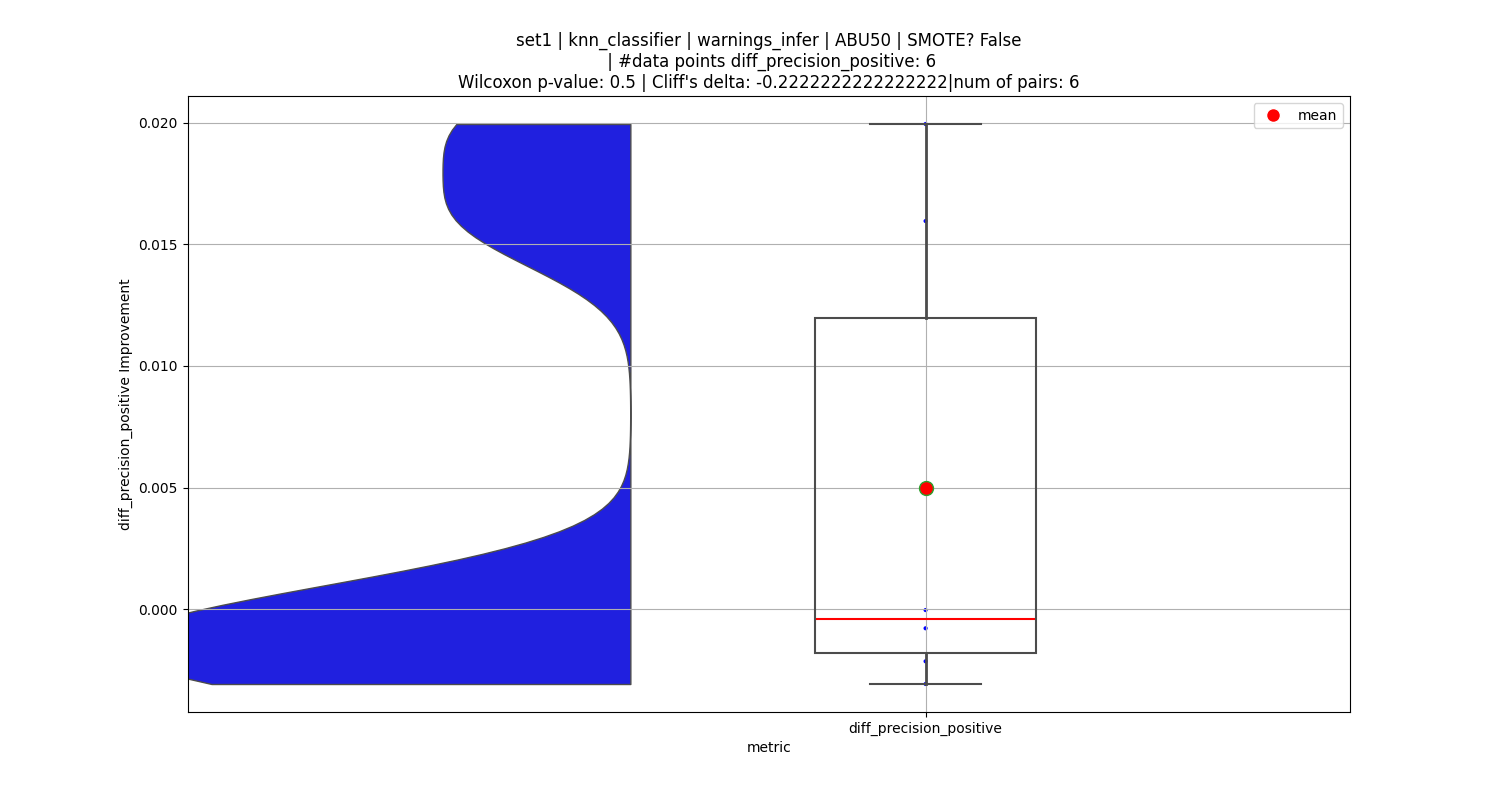 set1 | knn_classifier | warnings_infer | ABU50 | SMOTE? False
| #data points diff_precision_positive: 6
Wilcoxon p-value: 0.5 | Cliff's delta: -0.2222222222222222|num of pairs: 6
mean
0.020
0.015
0.010
0.005
0.000
diff_precision_positive Improvement
diff_precision_positive
metric